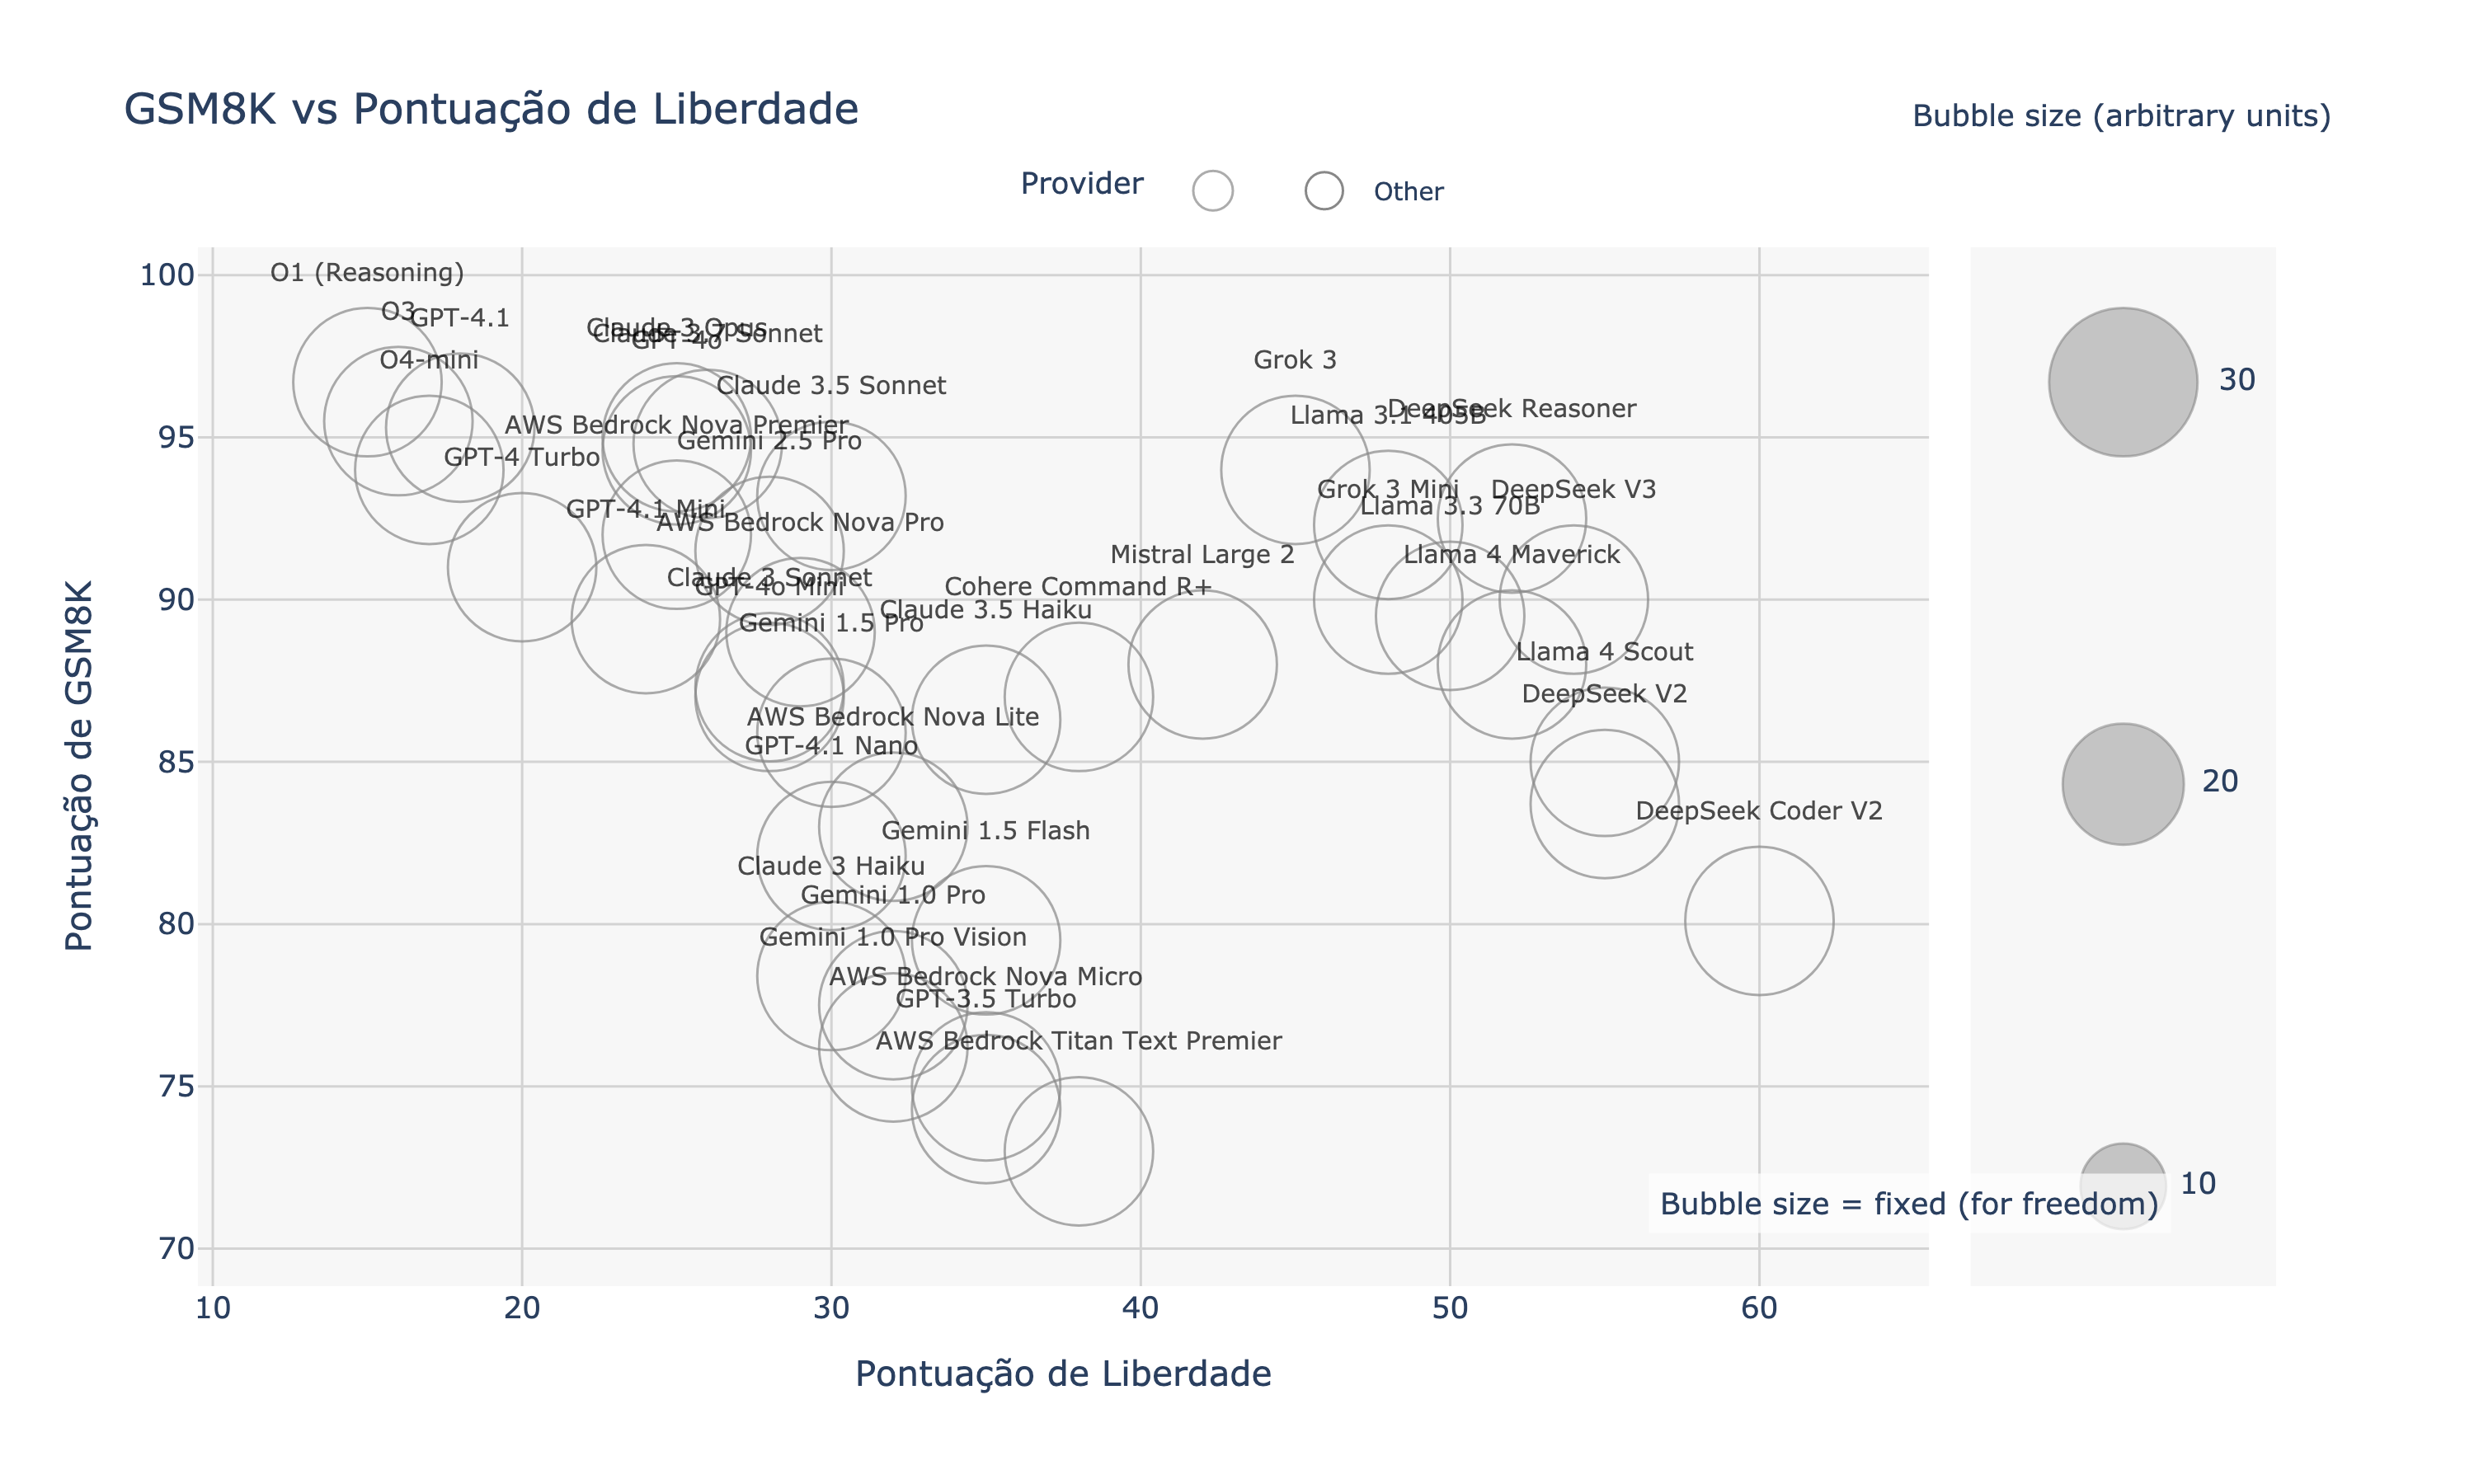 GSM8K vs Pontuação de Liberdade
Bubble size (arbitrary units)
Provider
Other
Pontuação de GSM8K
100
95
90
85
80
75
70
O1 (Reasoning)
O3
GPT-4.1
O4-mini
Claude 3 Opus
Claude 3.7 Sonnet
GPT-4o
Claude 3.5 Sonnet
AWS Bedrock Nova Premier
Gemini 2.5 Pro
GPT-4 Turbo
GPT-4.1 Mini
AWS Bedrock Nova Pro
Claude 3 Sonnet
GPT-4o Mini
Gemini 1.5 Pro
Grok 3
Llama 3.1 405B
DeepSeek Reasoner
Grok 3 Mini
DeepSeek V3
Llama 3.3 70B
Mistral Large 2
Llama 4 Maverick
Cohere Command R+
Claude 3.5 Haiku
Llama 4 Scout
DeepSeek V2
AWS Bedrock Nova Lite
GPT-4.1 Nano
DeepSeek Coder V2
Gemini 1.5 Flash
Claude 3 Haiku
Gemini 1.0 Pro
Gemini 1.0 Pro Vision
AWS Bedrock Nova Micro
GPT-3.5 Turbo
AWS Bedrock Titan Text Premier
30
20
10
Bubble size = fixed (for freedom)
10
20
30
40
50
60
Pontuação de Liberdade